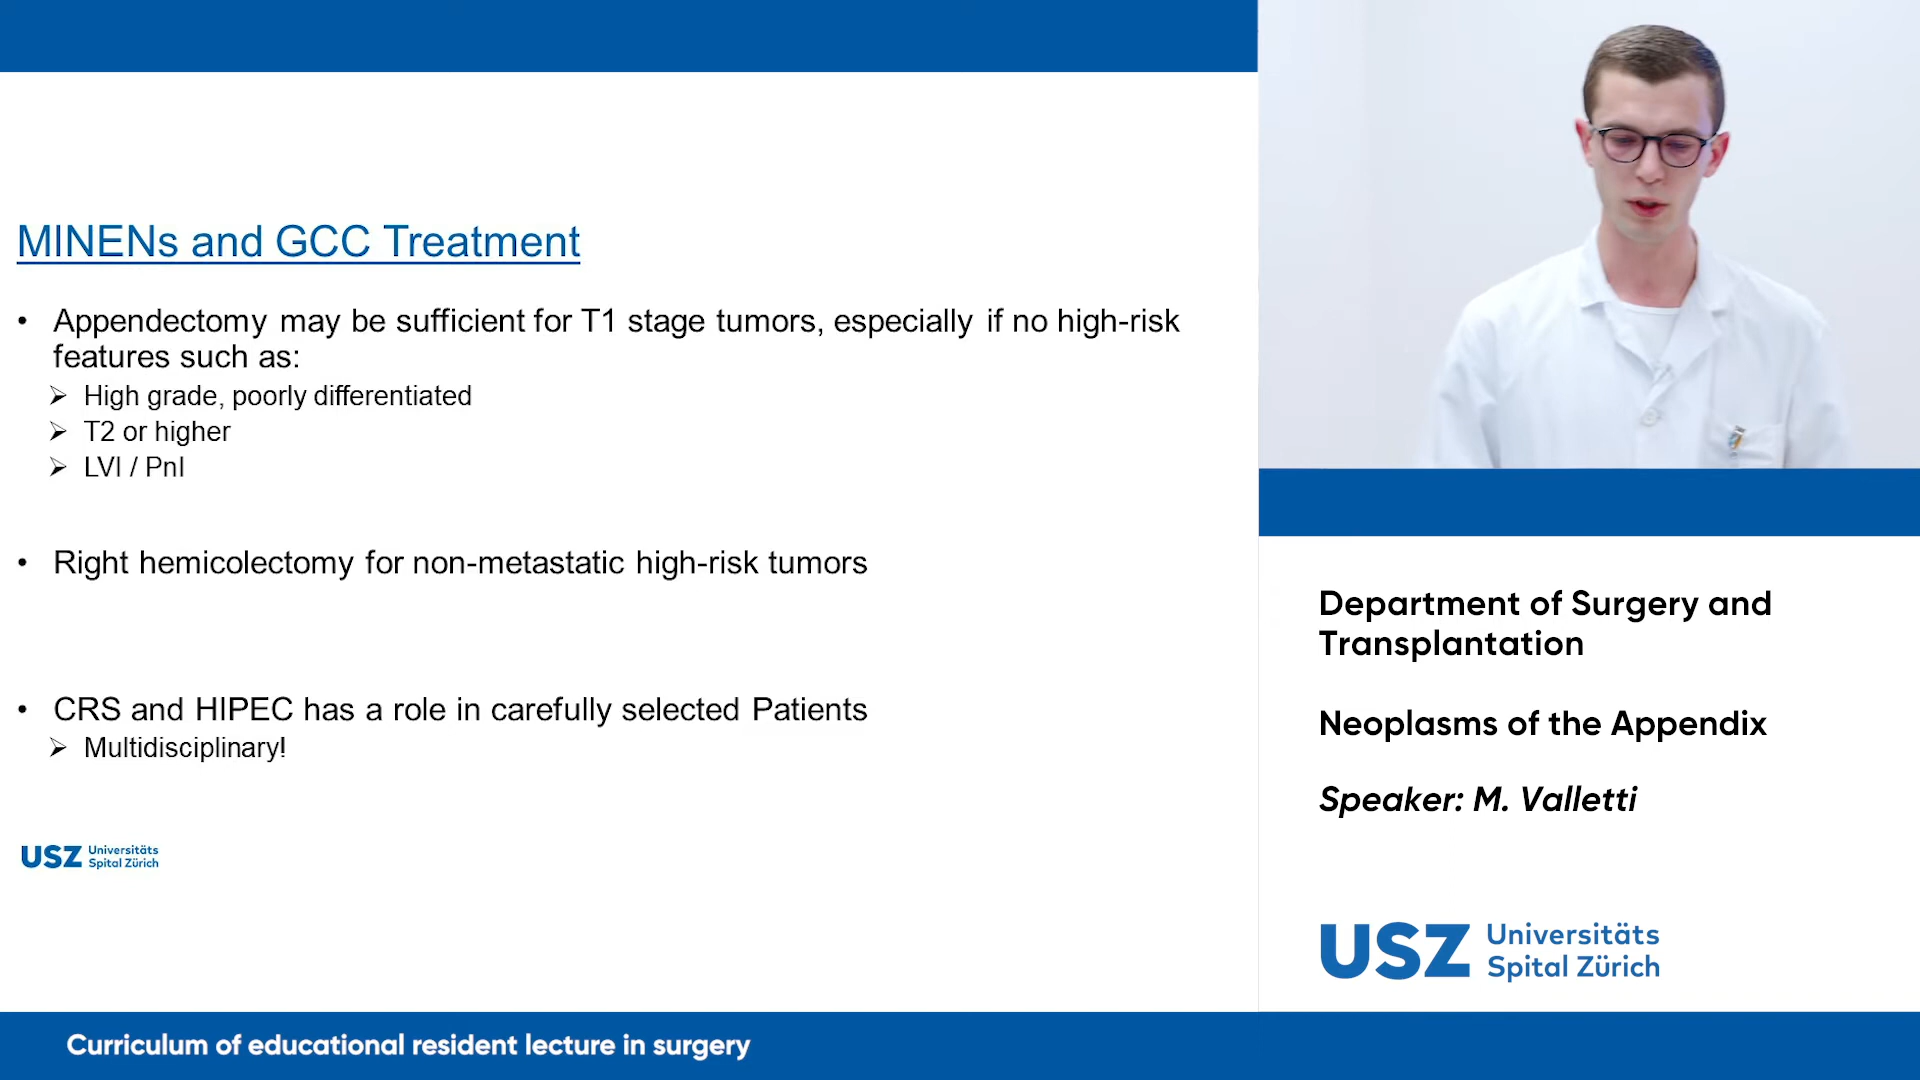 MINENs and GCC Treatment
• Appendectomy may be sufficient for T1 stage tumors, especially if no high-risk
features such as:
➢ High grade, poorly differentiated
➢ T2 or higher
➢ LVI / PnI
• Right hemicolectomy for non-metastatic high-risk tumors
• CRS and HIPEC has a role in carefully selected Patients
➢ Multidisciplinary!
USZ Universitäts
Spital Zürich
Department of Surgery and
Transplantation
Neoplasms of the Appendix
Speaker: M. Valletti
USZ Universitäts
Spital Zürich
Curriculum of educational resident lecture in surgery